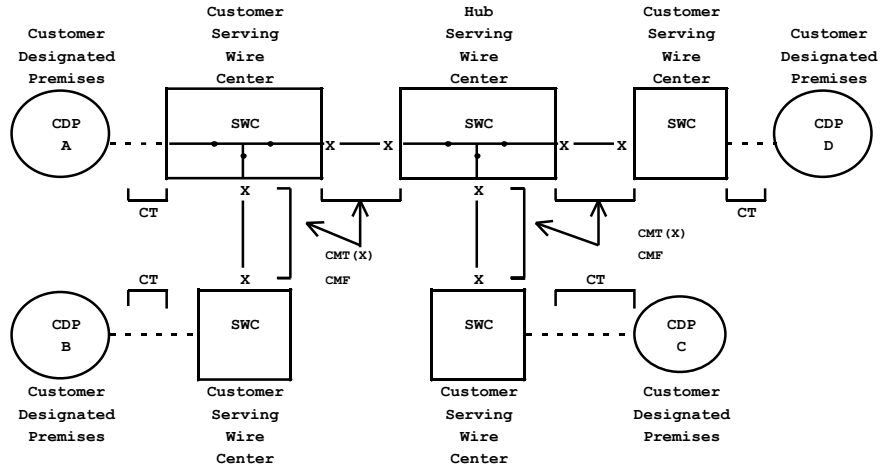 Customer
Serving
Wire
Center
Hub
Serving
Wire
Center
Customer
Serving
Wire
Center
Customer
Designated
Premises
Customer
Designated
Premises
CDP
A
SWC
SWC
SWC
CDP
D
X X
X X
X
X
CT
CT
CMT(X)
CMF
CMT(X)
CMF
CT
X
X
CT
CDP
B
SWC
SWC
CDP
C
Customer
Designated
Premises
Customer
Serving
Wire
Center
Customer
Serving
Wire
Center
Customer
Designated
Premises